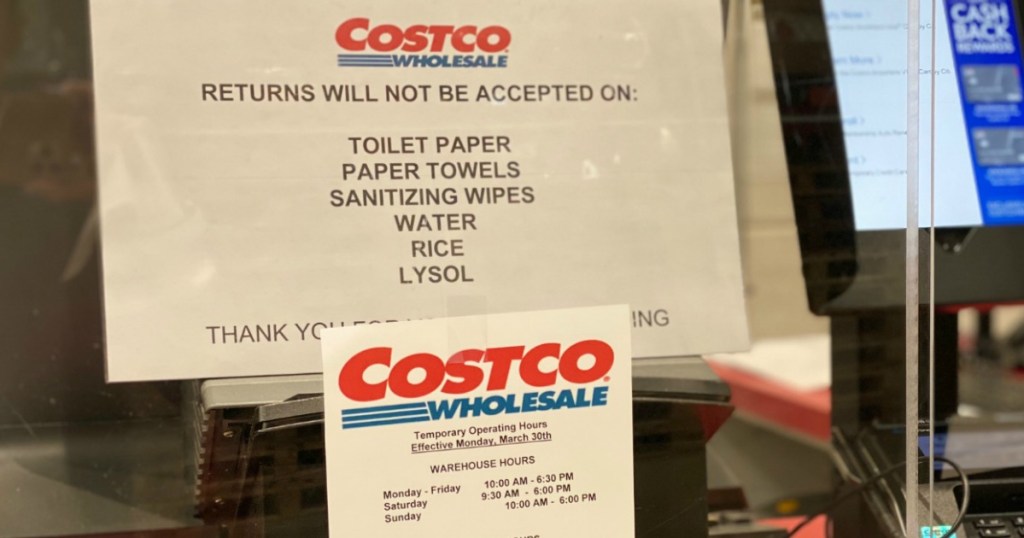 COSTCO
WHOLESALE
RETURNS WILL NOT BE ACCEPTED ON:
TOILET PAPER
PAPER TOWELS
SANITIZING WIPES
WATER
RICE
LYSOL
THANK YOU FOR
COSTCO
WHOLESALE
Temporary Operating Hours
Effective Monday, March 30th
WAREHOUSE HOURS
Monday - Friday 10:00 AM - 6:30 PM
Saturday 9:30 AM - 6:00 PM
Sunday 10:00 AM - 6:00 PM
CASH
BACK
REWARDS